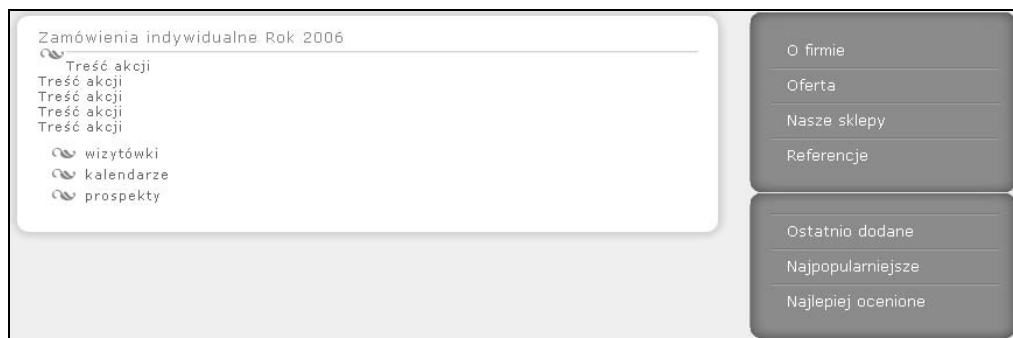 Zamówienia indywidualne Rok 2006
Treść akcji
Treść akcji
Treść akcji
Treść akcji
Treść akcji
wizytówki
kalendarze
prospekty
O firmie
Oferta
Nasze sklepy
Referencje
Ostatnio dodane
Najpopularniejsze
Najlepiej ocenione